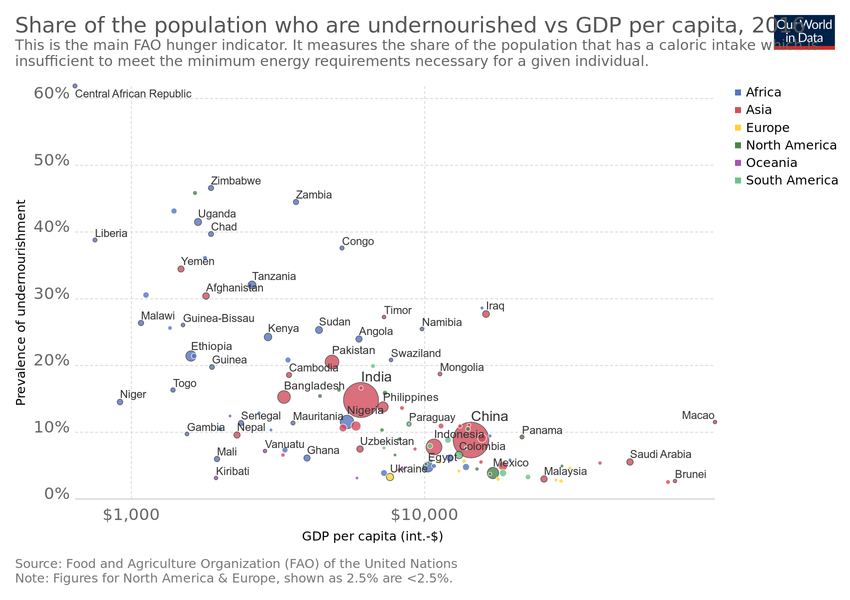 Share of the population who are undernourished vs GDP per capita, 2016
Our World
in Data
This is the main FAO hunger indicator. It measures the share of the population that has a caloric intake which is
insufficient to meet the minimum energy requirements necessary for a given individual.
60%
50%
40%
30%
20%
10%
0%
Prevalence of undernourishment
Central African Republic
Zimbabwe
Zambia
Uganda
Chad
Liberia
Congo
Yemen
Tanzania
Afghanistan
Iraq
Timor
Malawi
Guinea-Bissau
Kenya
Sudan
Angola
Namibia
Ethiopia
Guinea
Pakistan
Swaziland
Cambodia
Mongolia
India
Togo
Bangladesh
Niger
Philippines
Nigeria
China
Senegal
Mauritania
Paraguay
Macao
Gambia
Nepal
Indonesia
Panama
Mali
Vanuatu
Ghana
Uzbekistan
Colombia
Egypt
Saudi Arabia
Kiribati
Ukraine
Mexico
Malaysia
Brunei
$1,000
$10,000
GDP per capita (int.-$)
Africa
Asia
Europe
North America
Oceania
South America
Source: Food and Agriculture Organization (FAO) of the United Nations
Note: Figures for North America & Europe, shown as 2.5% are <2.5%.